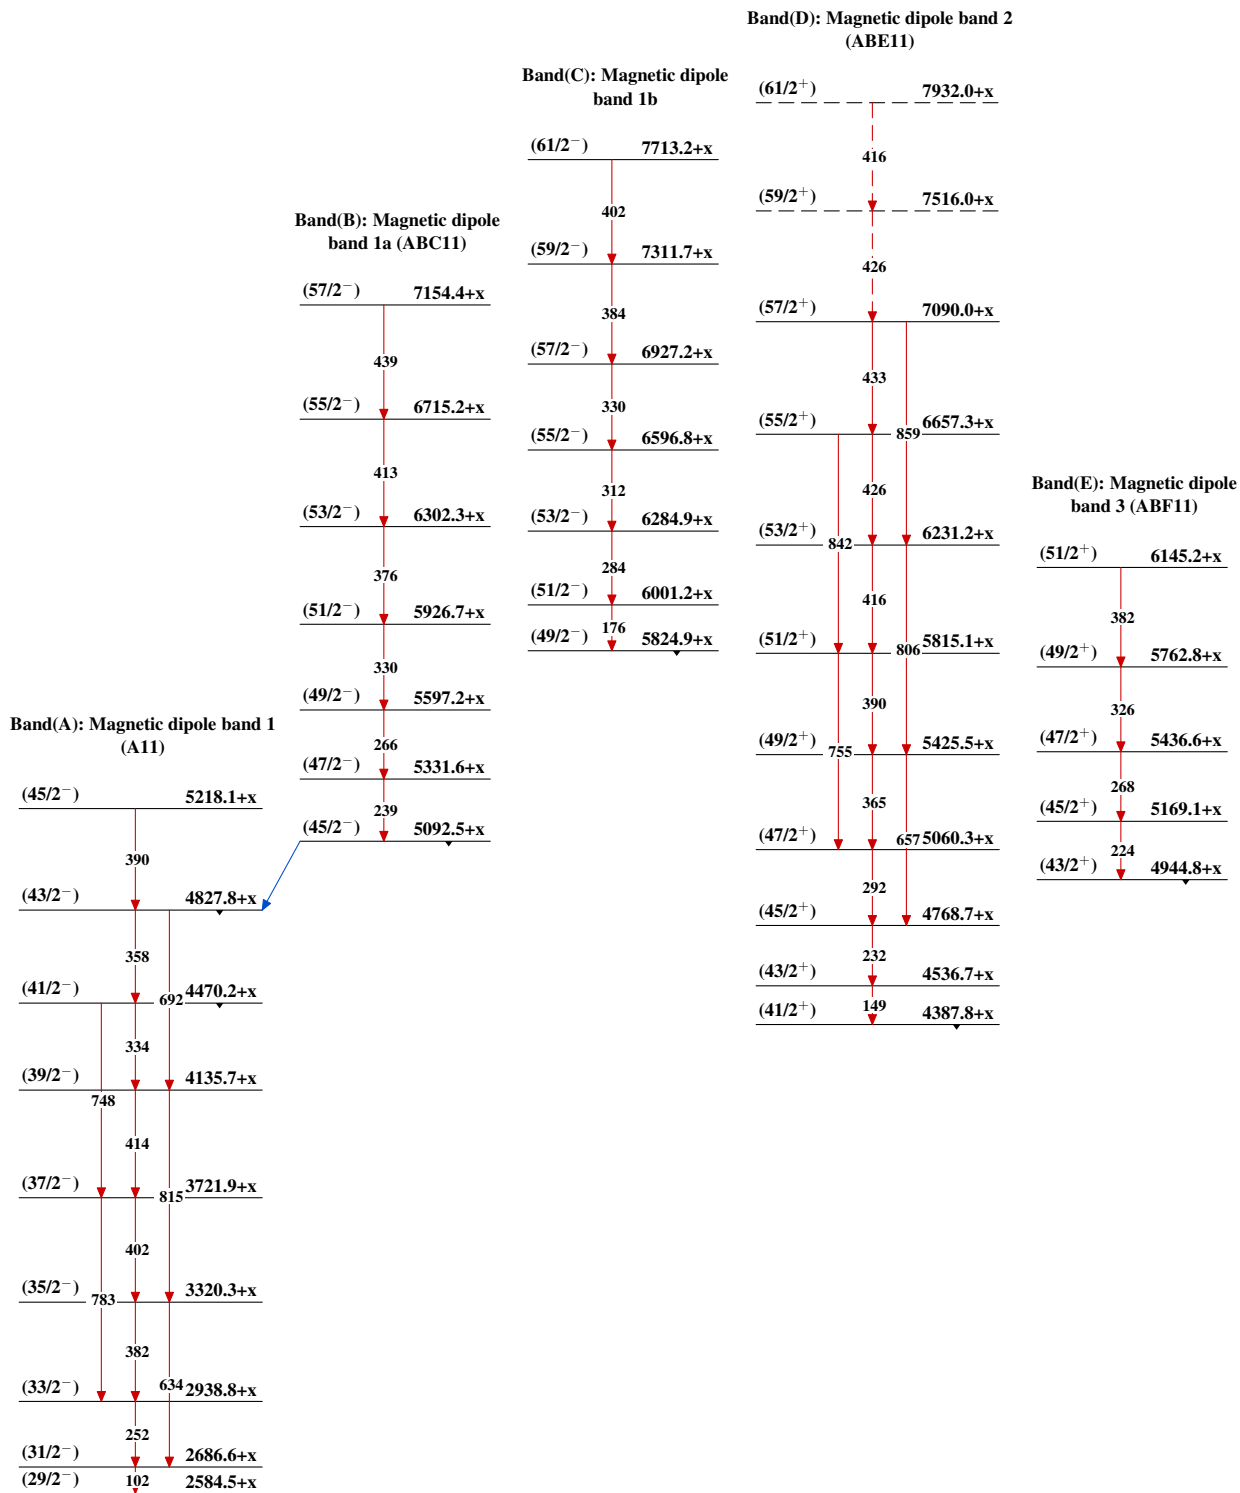 Band(A): Magnetic dipole band 1
(A11)
(45/2−) 5218.1+x
390
(43/2−) 4827.8+x
358
692
(41/2−) 4470.2+x
334
748
(39/2−) 4135.7+x
414
815
(37/2−) 3721.9+x
402
783
(35/2−) 3320.3+x
382
634
(33/2−) 2938.8+x
252
(31/2−) 2686.6+x
102
(29/2−) 2584.5+x
Band(B): Magnetic dipole
band 1a (ABC11)
(57/2−) 7154.4+x
439
(55/2−) 6715.2+x
413
(53/2−) 6302.3+x
376
(51/2−) 5926.7+x
330
(49/2−) 5597.2+x
266
(47/2−) 5331.6+x
239
(45/2−) 5092.5+x
Band(C): Magnetic dipole
band 1b
(61/2−) 7713.2+x
402
(59/2−) 7311.7+x
384
(57/2−) 6927.2+x
330
(55/2−) 6596.8+x
312
(53/2−) 6284.9+x
284
(51/2−) 6001.2+x
176
(49/2−) 5824.9+x
Band(D): Magnetic dipole band 2
(ABE11)
(61/2+) 7932.0+x
416
(59/2+) 7516.0+x
426
(57/2+) 7090.0+x
433
859
(55/2+) 6657.3+x
426
842
(53/2+) 6231.2+x
416
806
(51/2+) 5815.1+x
390
755
(49/2+) 5425.5+x
365
657
(47/2+) 5060.3+x
292
(45/2+) 4768.7+x
232
(43/2+) 4536.7+x
149
(41/2+) 4387.8+x
Band(E): Magnetic dipole
band 3 (ABF11)
(51/2+) 6145.2+x
382
(49/2+) 5762.8+x
326
(47/2+) 5436.6+x
268
(45/2+) 5169.1+x
224
(43/2+) 4944.8+x